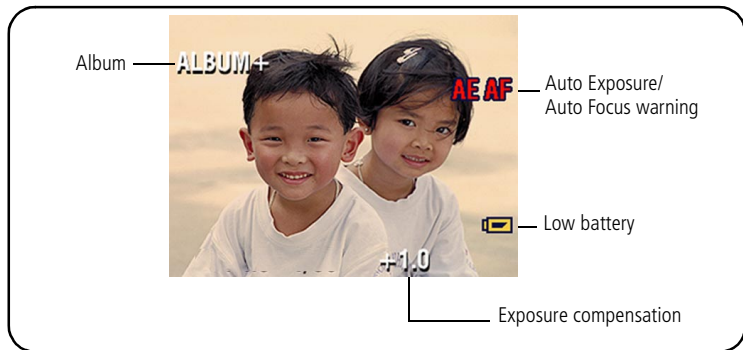 Album
ALBUM+
AE AF
Auto Exposure/
Auto Focus warning
Low battery
+1.0
Exposure compensation